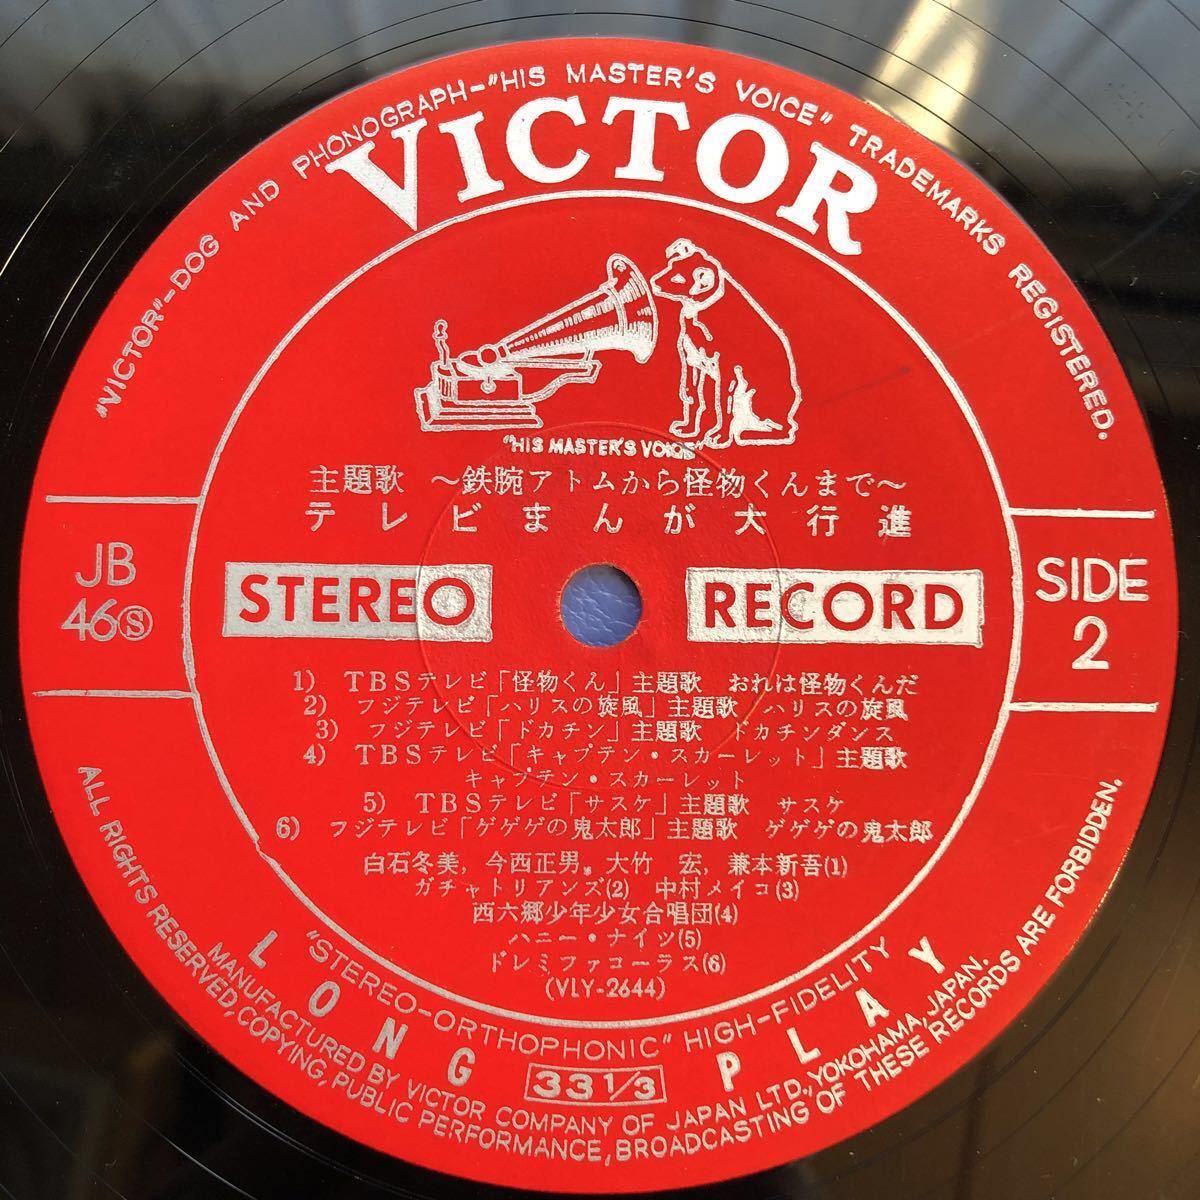 "VICTOR"–DOG AND PHONOGRAPH–"HIS MASTER'S VOICE" TRADEMARKS REGISTERED.
VICTOR
"HIS MASTER'S VOICE"
主題歌 ～鉄腕アトムから怪物くんまで～
テレビまんが大行進
JB
46Ⓢ
STEREO
RECORD
SIDE
2
1) TBSテレビ「怪物くん」主題歌 おれは怪物くんだ
2) フジテレビ「ハリスの旋風」主題歌 ハリスの旋風
3) フジテレビ「ドカチン」主題歌 ドカチンダンス
4) TBSテレビ「キャプテン・スカーレット」主題歌
キャプテン・スカーレット
5) TBSテレビ「サスケ」主題歌 サスケ
6) フジテレビ「ゲゲゲの鬼太郎」主題歌 ゲゲゲの鬼太郎
白石冬美, 今西正男, 大竹 宏, 兼本新吾(1)
ガチャトリアンズ(2) 中村メイコ(3)
西六郷少年少女合唱団(4)
ハニー・ナイツ(5)
ドレミファコーラス(6)
(VLY-2644)
"STEREO-ORTHOPHONIC" HIGH-FIDELITY
LONG PLAY
33 1/3
MANUFACTURED BY VICTOR COMPANY OF JAPAN LTD., YOKOHAMA, JAPAN.
ALL RIGHTS RESERVED, COPYING, PUBLIC PERFORMANCE, BROADCASTING OF THESE RECORDS ARE FORBIDDEN.